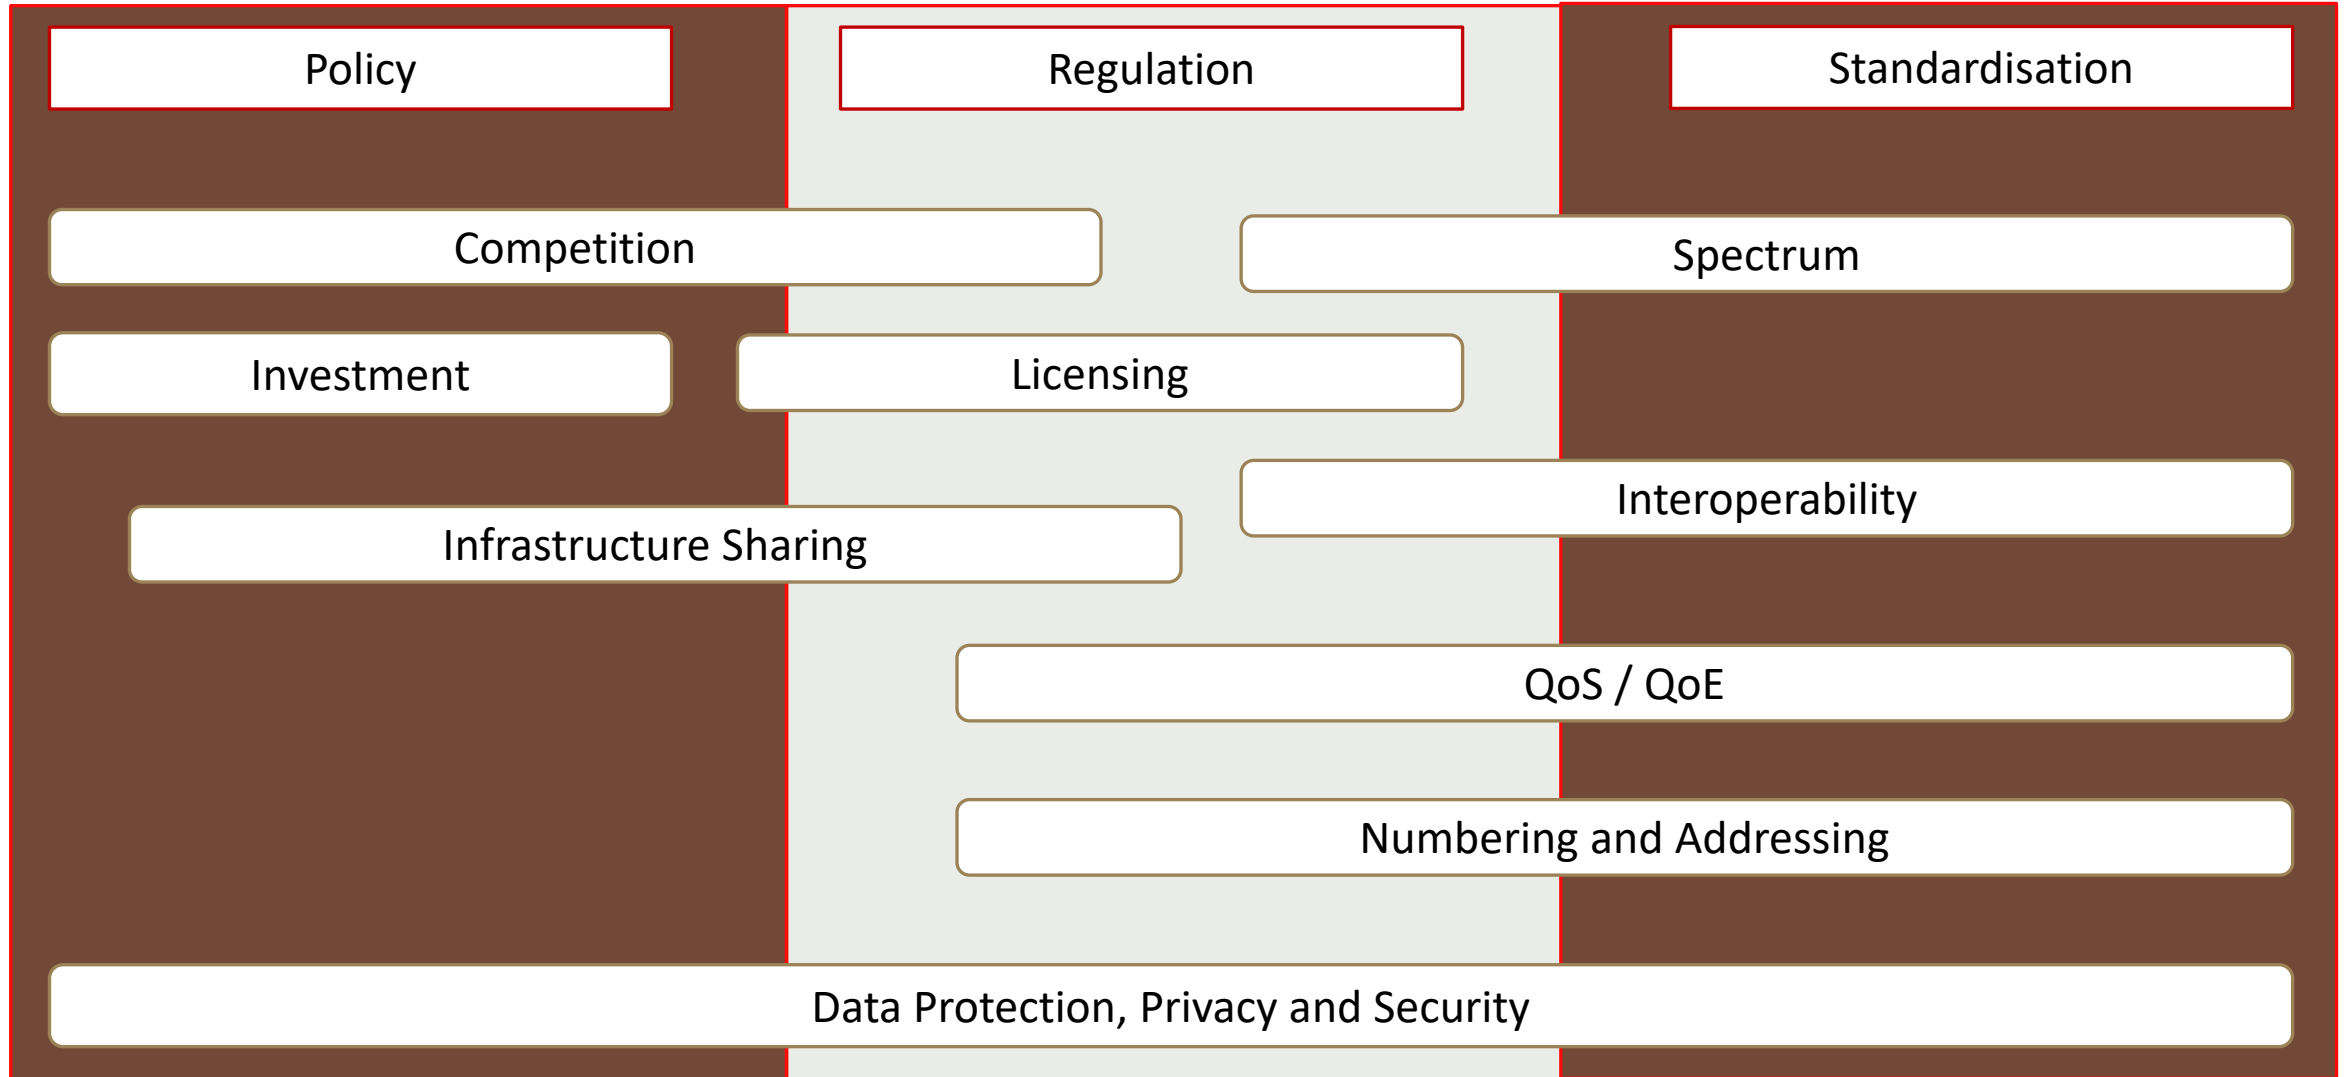 Policy
Regulation
Standardisation
Competition
Spectrum
Investment
Licensing
Interoperability
Infrastructure Sharing
QoS / QoE
Numbering and Addressing
Data Protection, Privacy and Security